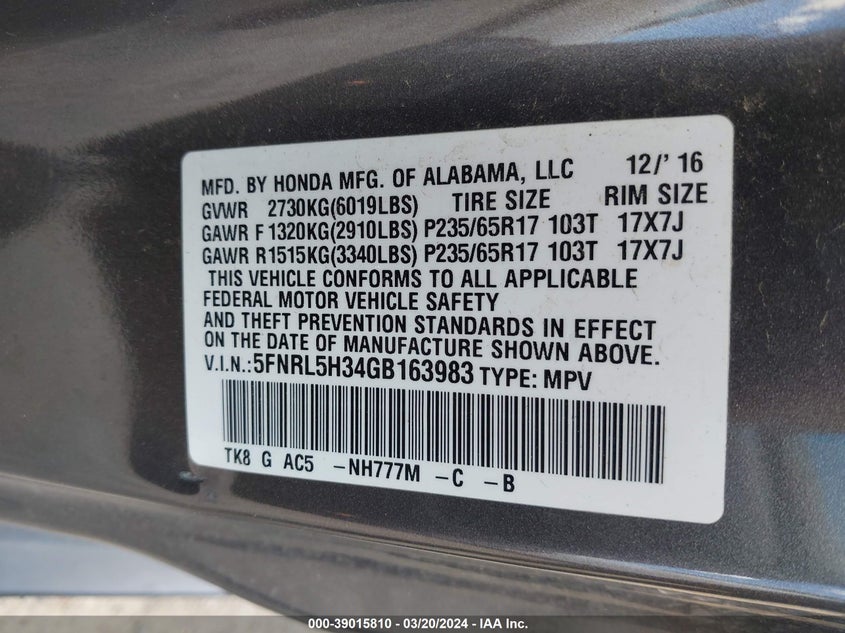 MFD. BY HONDA MFG. OF ALABAMA, LLC 12/' 16
GVWR 2730KG(6019LBS) TIRE SIZE RIM SIZE
GAWR F 1320KG(2910LBS) P235/65R17 103T 17X7J
GAWR R1515KG(3340LBS) P235/65R17 103T 17X7J
THIS VEHICLE CONFORMS TO ALL APPLICABLE
FEDERAL MOTOR VEHICLE SAFETY
AND THEFT PREVENTION STANDARDS IN EFFECT
ON THE DATE OF MANUFACTURE SHOWN ABOVE.
V.I.N.:5FNRL5H34GB163983 TYPE: MPV
TK8 G AC5 -NH777M -C -B
000-39015810 - 03/20/2024 - IAA Inc.